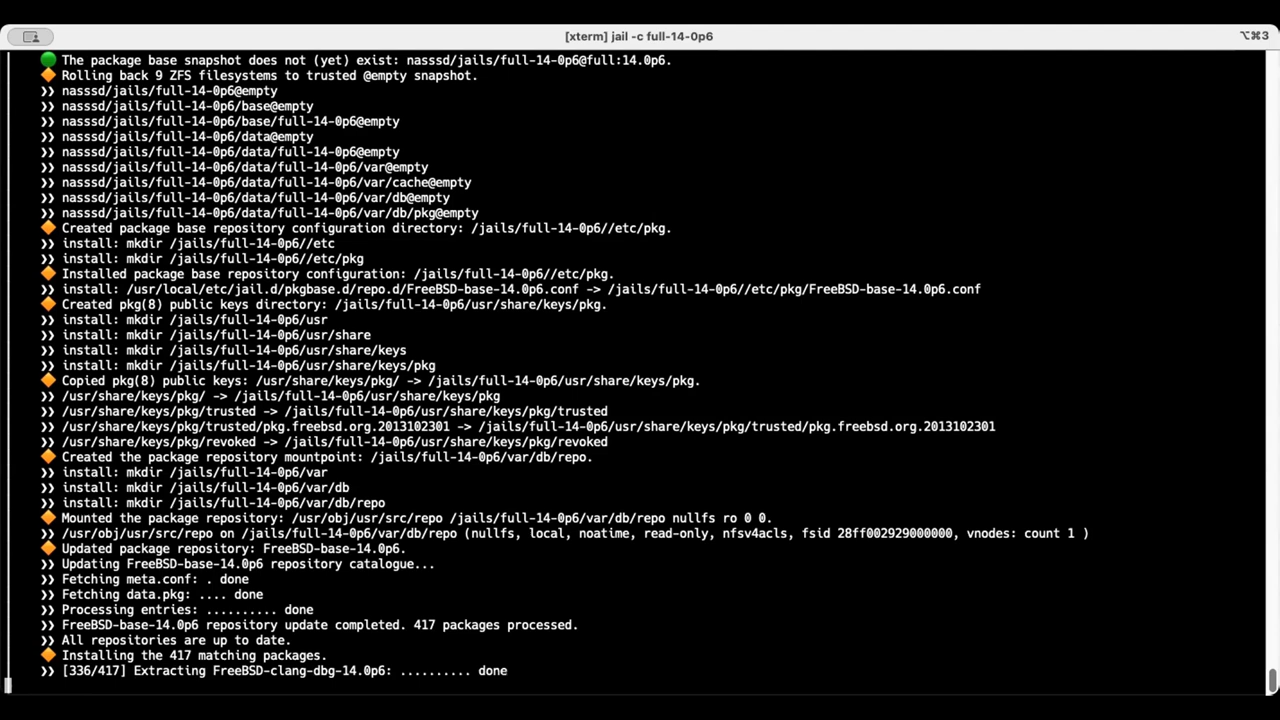 [xterm] jail -c full-14-0p6
⌥⌘3
The package base snapshot does not (yet) exist: nasssd/jails/full-14-0p6@full:14.0p6.
Rolling back 9 ZFS filesystems to trusted @empty snapshot.
❯❯ nasssd/jails/full-14-0p6@empty
❯❯ nasssd/jails/full-14-0p6/base@empty
❯❯ nasssd/jails/full-14-0p6/base/full-14-0p6@empty
❯❯ nasssd/jails/full-14-0p6/data@empty
❯❯ nasssd/jails/full-14-0p6/data/full-14-0p6@empty
❯❯ nasssd/jails/full-14-0p6/data/full-14-0p6/var@empty
❯❯ nasssd/jails/full-14-0p6/data/full-14-0p6/var/cache@empty
❯❯ nasssd/jails/full-14-0p6/data/full-14-0p6/var/db@empty
❯❯ nasssd/jails/full-14-0p6/data/full-14-0p6/var/db/pkg@empty
Created package base repository configuration directory: /jails/full-14-0p6//etc/pkg.
❯❯ install: mkdir /jails/full-14-0p6//etc
❯❯ install: mkdir /jails/full-14-0p6//etc/pkg
Installed package base repository configuration: /jails/full-14-0p6//etc/pkg.
❯❯ install: /usr/local/etc/jail.d/pkgbase.d/repo.d/FreeBSD-base-14.0p6.conf -> /jails/full-14-0p6//etc/pkg/FreeBSD-base-14.0p6.conf
Created pkg(8) public keys directory: /jails/full-14-0p6/usr/share/keys/pkg.
❯❯ install: mkdir /jails/full-14-0p6/usr
❯❯ install: mkdir /jails/full-14-0p6/usr/share
❯❯ install: mkdir /jails/full-14-0p6/usr/share/keys
❯❯ install: mkdir /jails/full-14-0p6/usr/share/keys/pkg
Copied pkg(8) public keys: /usr/share/keys/pkg/ -> /jails/full-14-0p6/usr/share/keys/pkg.
❯❯ /usr/share/keys/pkg/ -> /jails/full-14-0p6/usr/share/keys/pkg
❯❯ /usr/share/keys/pkg/trusted -> /jails/full-14-0p6/usr/share/keys/pkg/trusted
❯❯ /usr/share/keys/pkg/trusted/pkg.freebsd.org.2013102301 -> /jails/full-14-0p6/usr/share/keys/pkg/trusted/pkg.freebsd.org.2013102301
❯❯ /usr/share/keys/pkg/revoked -> /jails/full-14-0p6/usr/share/keys/pkg/revoked
Created the package repository mountpoint: /jails/full-14-0p6/var/db/repo.
❯❯ install: mkdir /jails/full-14-0p6/var
❯❯ install: mkdir /jails/full-14-0p6/var/db
❯❯ install: mkdir /jails/full-14-0p6/var/db/repo
Mounted the package repository: /usr/obj/usr/src/repo /jails/full-14-0p6/var/db/repo nullfs ro 0 0.
❯❯ /usr/obj/usr/src/repo on /jails/full-14-0p6/var/db/repo (nullfs, local, noatime, read-only, nfsv4acls, fsid 28ff002929000000, vnodes: count 1 )
Updated package repository: FreeBSD-base-14.0p6.
❯❯ Updating FreeBSD-base-14.0p6 repository catalogue...
❯❯ Fetching meta.conf: . done
❯❯ Fetching data.pkg: .... done
❯❯ Processing entries: .......... done
❯❯ FreeBSD-base-14.0p6 repository update completed. 417 packages processed.
❯❯ All repositories are up to date.
Installing the 417 matching packages.
❯❯ [336/417] Extracting FreeBSD-clang-dbg-14.0p6: .......... done